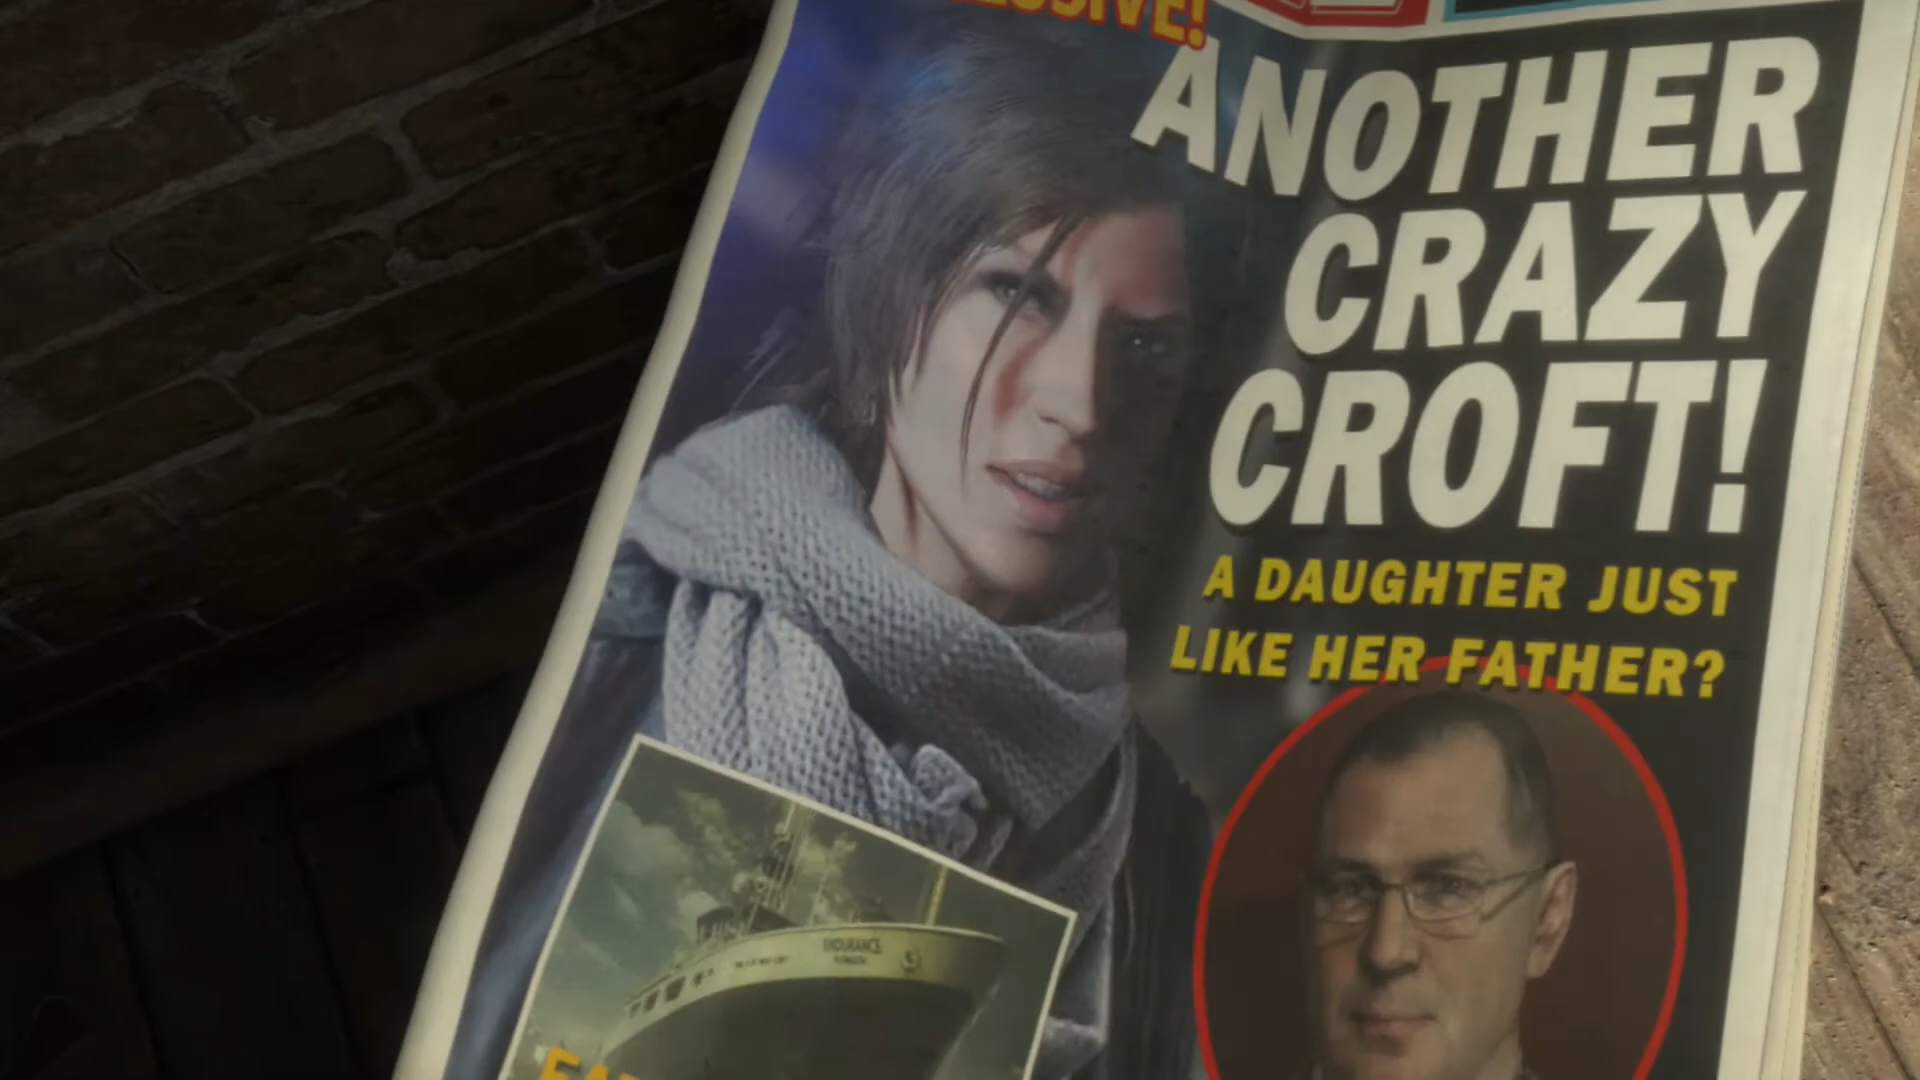 ANOTHER
CRAZY
CROFT!
A DAUGHTER JUST
LIKE HER FATHER?
ENDURANCE